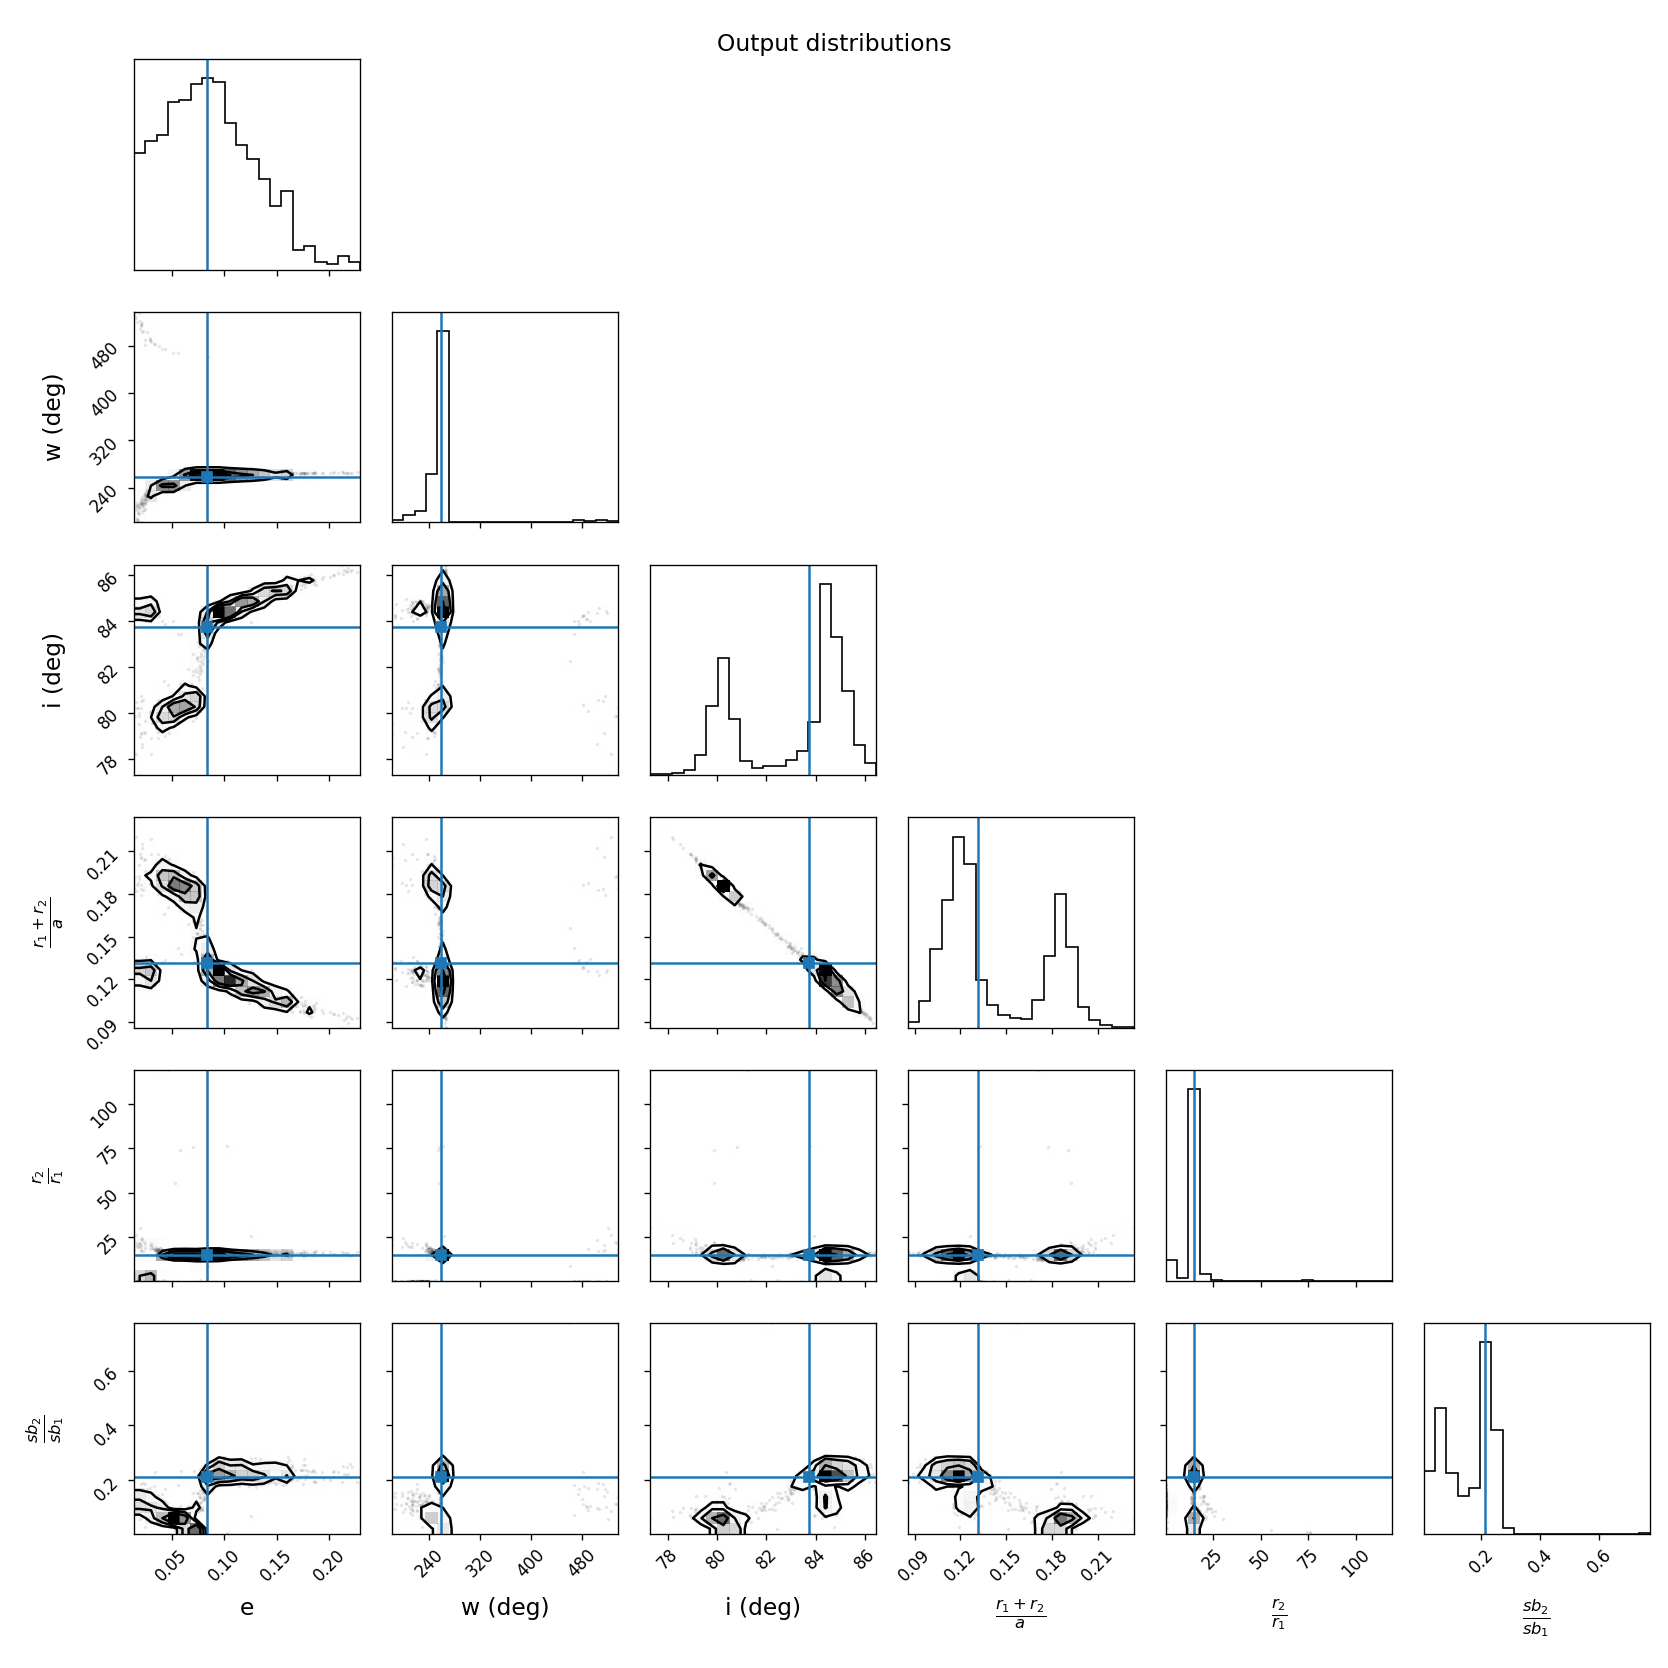 Output distributions
w (deg)
480
400
320
240
i (deg)
86
84
82
80
78
r₁ + r₂ / a
0.21
0.18
0.15
0.12
0.09
r₂ / r₁
100
75
50
25
sb₂ / sb₁
0.6
0.4
0.2
0.05 0.10 0.15 0.20 240 320 400 480 78 80 82 84 86 0.09 0.12 0.15 0.18 0.21 25 50 75 100 0.2 0.4 0.6
e w (deg) i (deg) r₁ + r₂ / a r₂ / r₁ sb₂ / sb₁